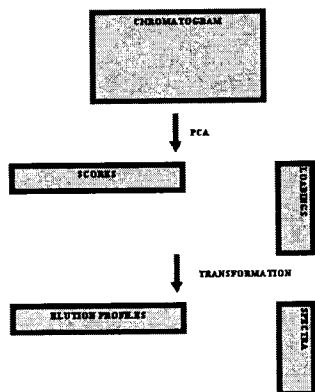 CHROMATOGRAM
PCA
SCORES
LOADINGS
TRANSFORMATION
ELUTION PROFILES
SPECTRA